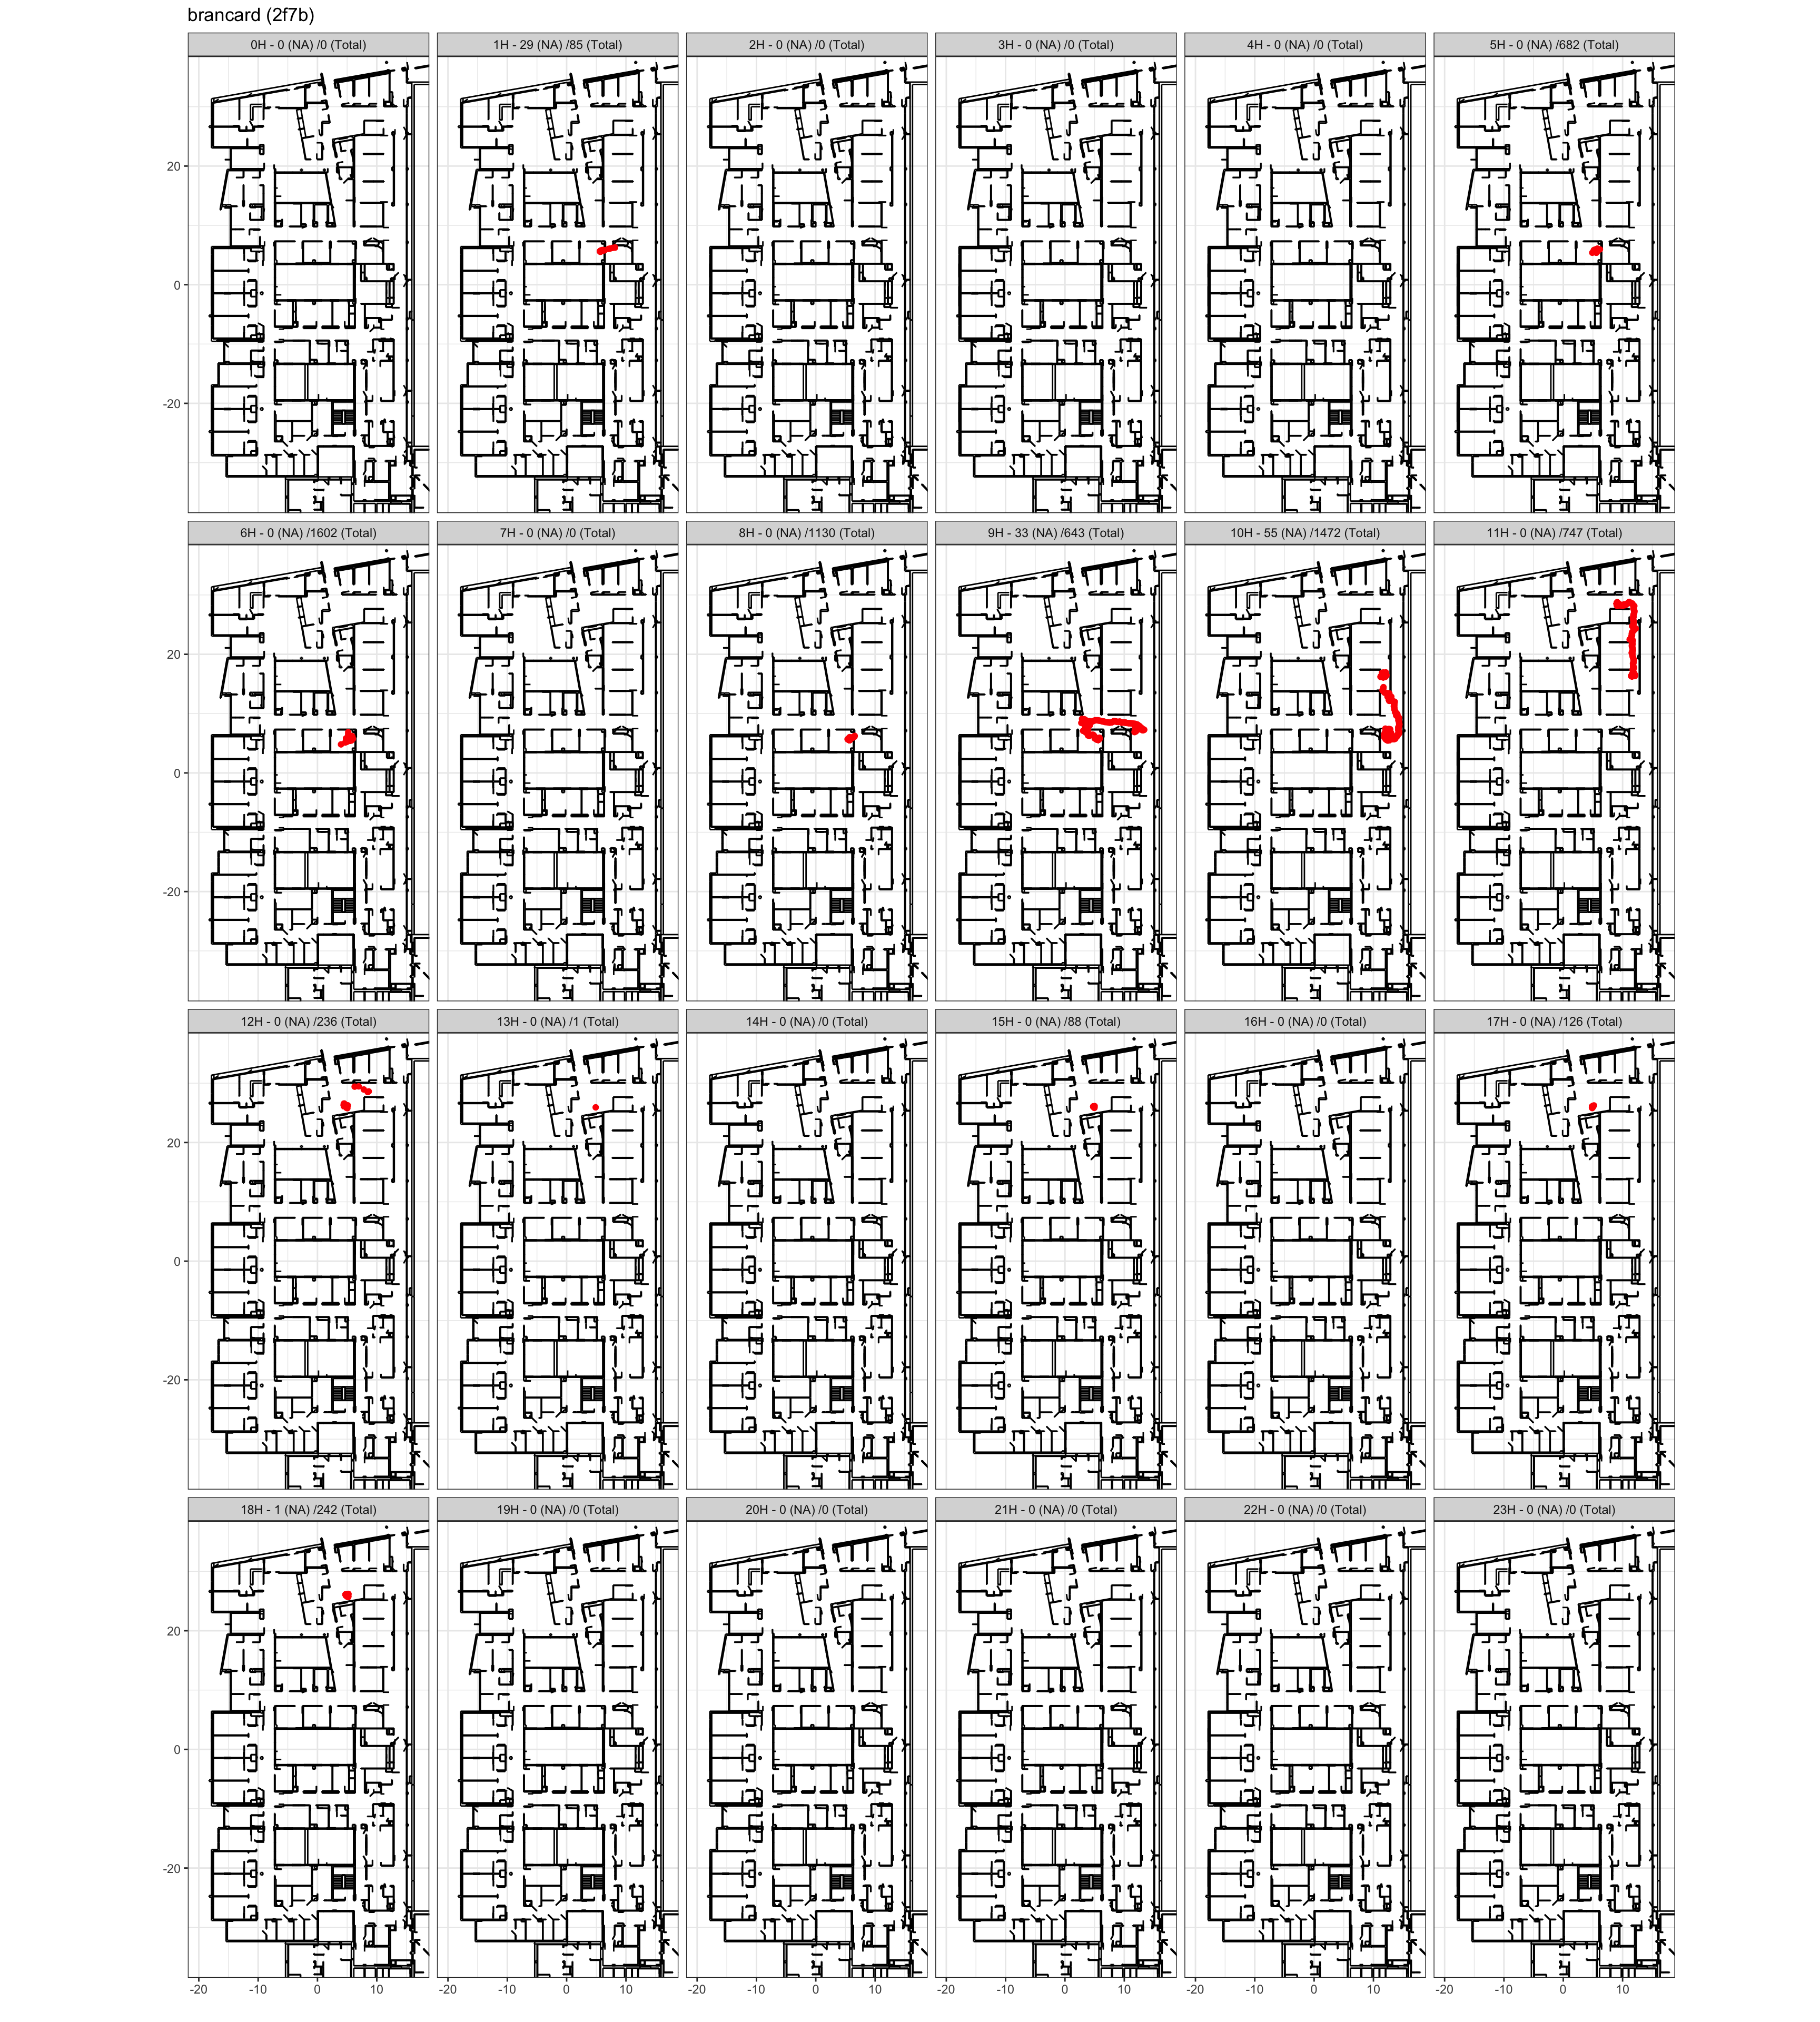 brancard (2f7b)
0H - 0 (NA) /0 (Total) 1H - 29 (NA) /85 (Total) 2H - 0 (NA) /0 (Total) 3H - 0 (NA) /0 (Total) 4H - 0 (NA) /0 (Total) 5H - 0 (NA) /682 (Total)
20
0
-20
6H - 0 (NA) /1602 (Total) 7H - 0 (NA) /0 (Total) 8H - 0 (NA) /1130 (Total) 9H - 33 (NA) /643 (Total) 10H - 55 (NA) /1472 (Total) 11H - 0 (NA) /747 (Total)
20
0
-20
12H - 0 (NA) /236 (Total) 13H - 0 (NA) /1 (Total) 14H - 0 (NA) /0 (Total) 15H - 0 (NA) /88 (Total) 16H - 0 (NA) /0 (Total) 17H - 0 (NA) /126 (Total)
20
0
-20
18H - 1 (NA) /242 (Total) 19H - 0 (NA) /0 (Total) 20H - 0 (NA) /0 (Total) 21H - 0 (NA) /0 (Total) 22H - 0 (NA) /0 (Total) 23H - 0 (NA) /0 (Total)
20
0
-20
-20 -10 0 10 -20 -10 0 10 -20 -10 0 10 -20 -10 0 10 -20 -10 0 10 -20 -10 0 10